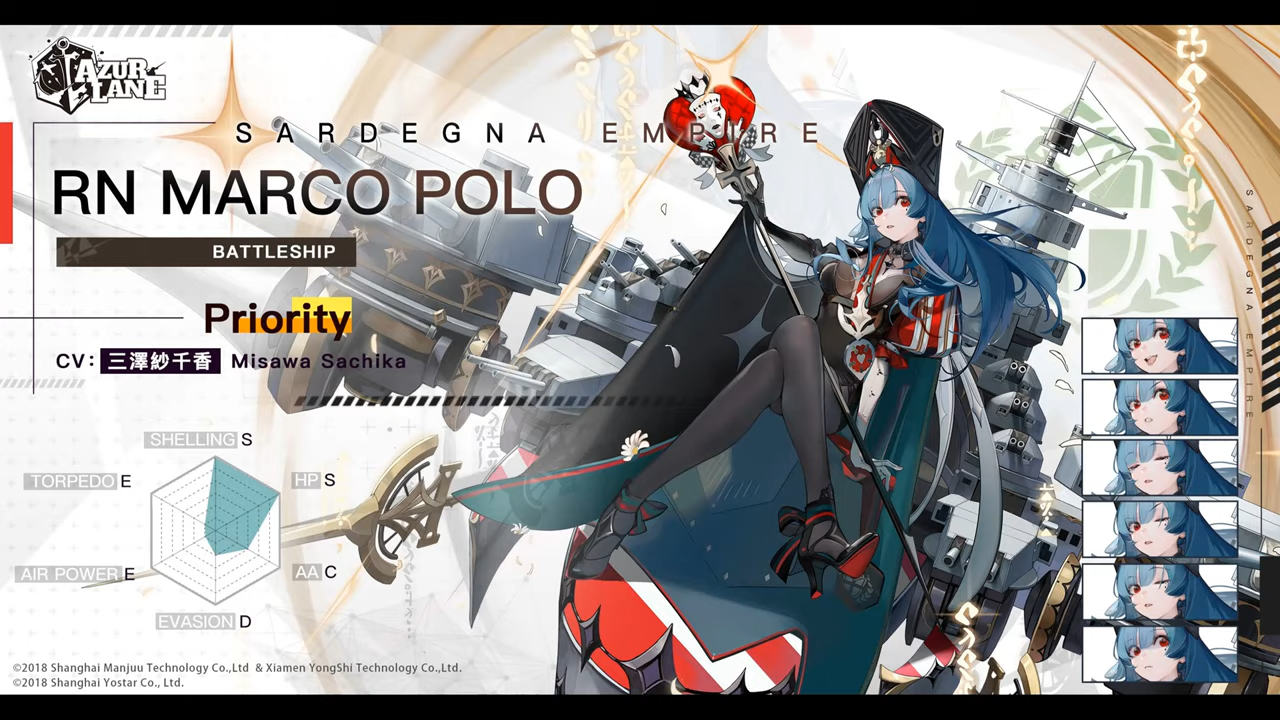 AZUR
LANE
SARDEGNA EMPIRE
RN MARCO POLO
BATTLESHIP
Priority
CV: 三澤紗千香 Misawa Sachika
SHELLING S
TORPEDO E
HP S
AIR POWER E
AA C
EVASION D
©2018 Shanghai Manjuu Technology Co.,Ltd & Xiamen YongShi Technology Co.,Ltd.
©2018 Shanghai Yostar Co., Ltd.
SARDEGNA EMPIRE